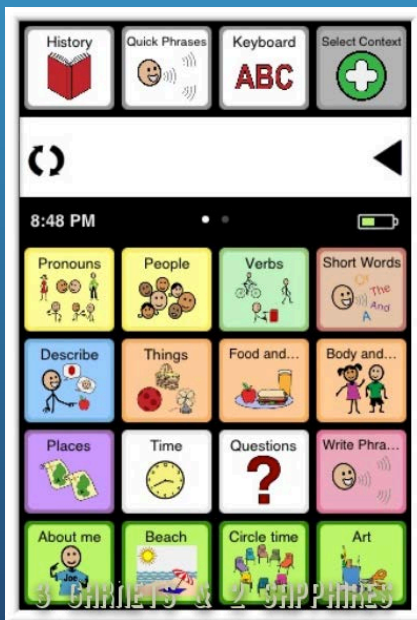 History Quick Phrases Keyboard Select Context
ABC
8:48 PM
Pronouns People Verbs Short Words
Or The And A
Describe Things Food and... Body and...
Places Time Questions Write Phra...
?
About me Beach Circle time Art
Joe
3 GARNETS & 2 SAPPHIRES